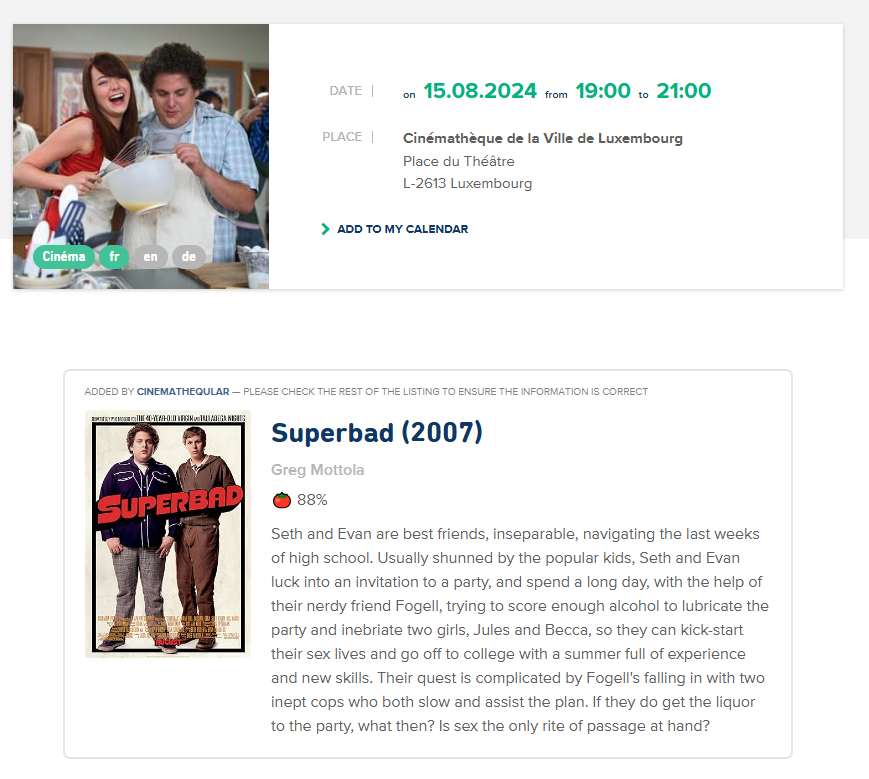 DATE
on 15.08.2024 from 19:00 to 21:00
PLACE
Cinémathèque de la Ville de Luxembourg
Place du Théâtre
L-2613 Luxembourg
ADD TO MY CALENDAR
Cinéma fr en de
ADDED BY CINEMATHEQULAR — PLEASE CHECK THE REST OF THE LISTING TO ENSURE THE INFORMATION IS CORRECT
SUPERBAD
Superbad (2007)
Greg Mottola
88%
Seth and Evan are best friends, inseparable, navigating the last weeks
of high school. Usually shunned by the popular kids, Seth and Evan
luck into an invitation to a party, and spend a long day, with the help of
their nerdy friend Fogell, trying to score enough alcohol to lubricate the
party and inebriate two girls, Jules and Becca, so they can kick-start
their sex lives and go off to college with a summer full of experience
and new skills. Their quest is complicated by Fogell's falling in with two
inept cops who both slow and assist the plan. If they do get the liquor
to the party, what then? Is sex the only rite of passage at hand?